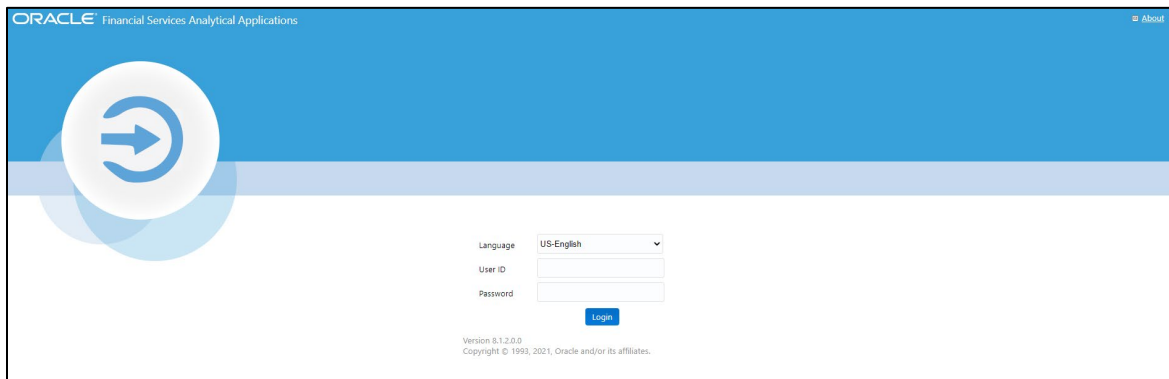 ORACLE® Financial Services Analytical Applications
About
Language US-English
User ID
Password
Login
Version 8.1.2.0.0
Copyright © 1993, 2021, Oracle and/or its affiliates.